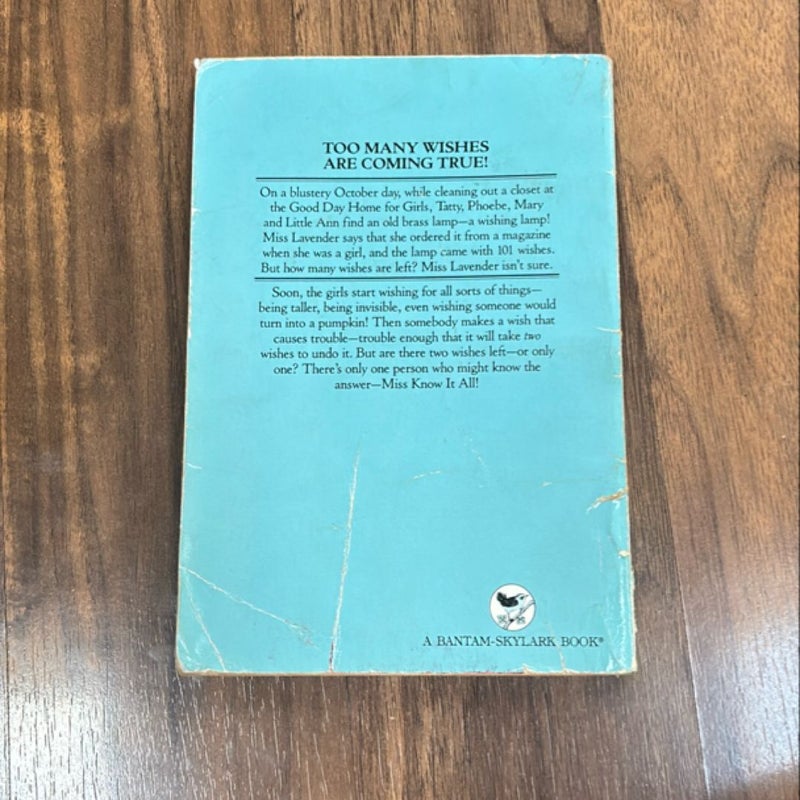 TOO MANY WISHES
ARE COMING TRUE!
On a blustery October day, while cleaning out a closet at
the Good Day Home for Girls, Tatty, Phoebe, Mary
and Little Ann find an old brass lamp—a wishing lamp!
Miss Lavender says that she ordered it from a magazine
when she was a girl, and the lamp came with 101 wishes.
But how many wishes are left? Miss Lavender isn't sure.
Soon, the girls start wishing for all sorts of things—
being taller, being invisible, even wishing someone would
turn into a pumpkin! Then somebody makes a wish that
causes trouble—trouble enough that it will take two
wishes to undo it. But are there two wishes left—or only
one? There's only one person who might know the
answer—Miss Know It All!
A BANTAM-SKYLARK BOOK®